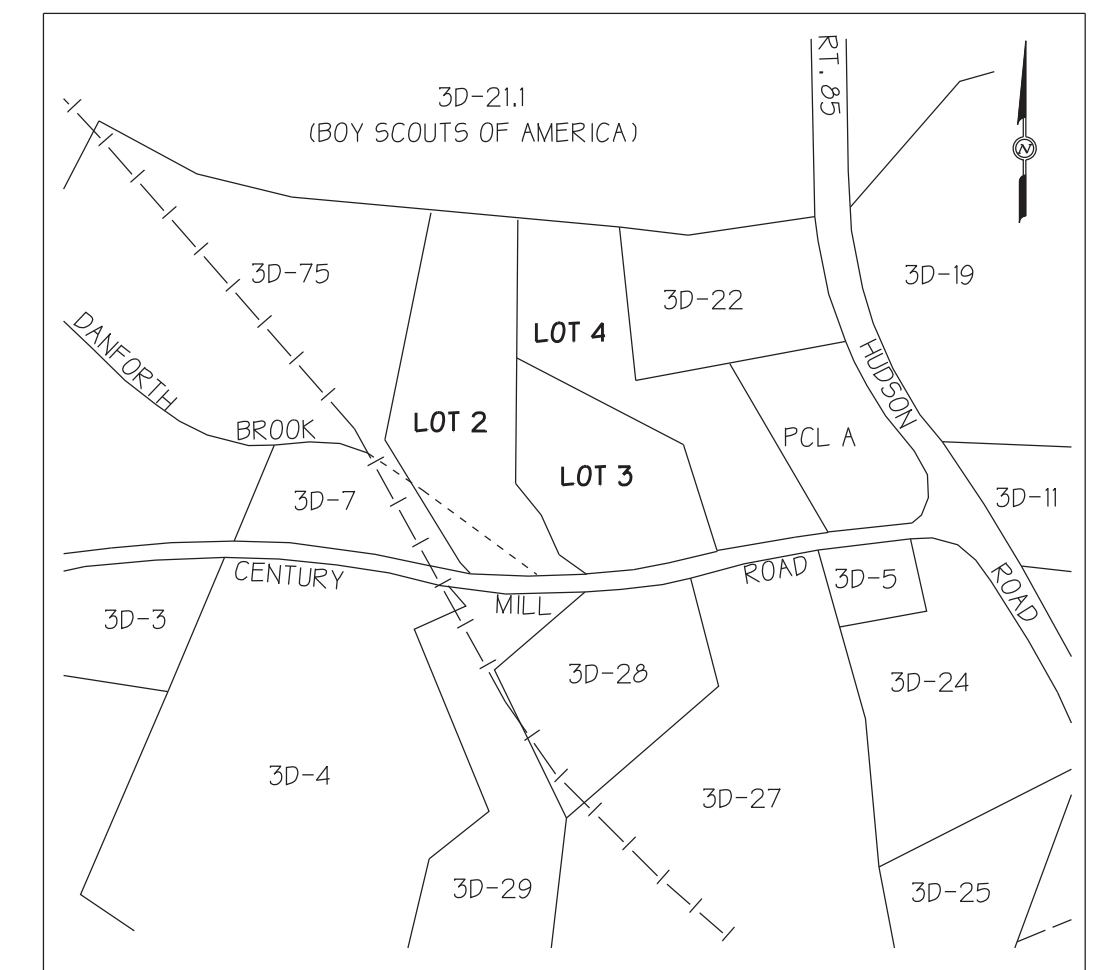 RT. 85
3D-21.1
(BOY SCOUTS OF AMERICA)
N
3D-75
3D-19
3D-22
LOT 4
DANFORTH
HUDSON
LOT 2
BROOK
PCL A
LOT 3
3D-7
3D-11
CENTURY
ROAD
3D-5
ROAD
MILL
3D-3
3D-28
3D-24
3D-4
3D-27
3D-29
3D-25